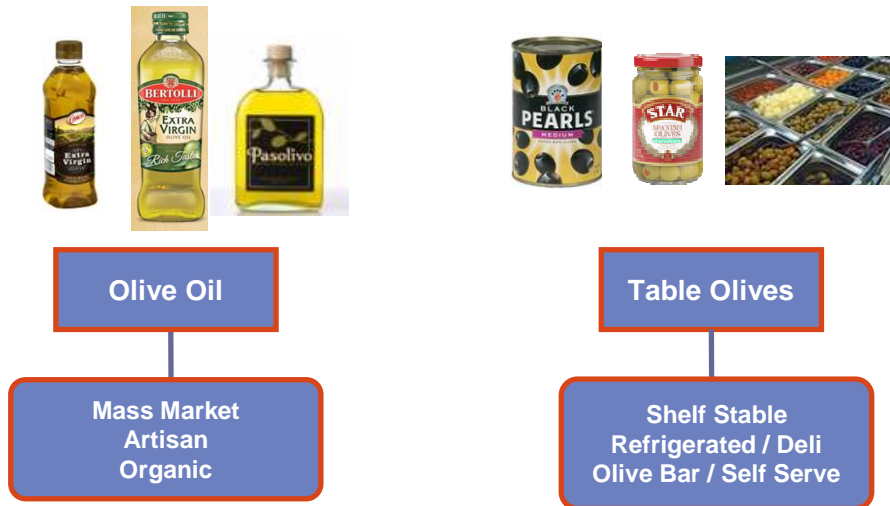 Extra
Virgin
BERTOLLI
EXTRA
VIRGIN
OLIVE OIL
Rich Taste
Pasolivo
BLACK
PEARLS
MEDIUM
STAR
SPANISH
OLIVES
Olive Oil
Table Olives
Mass Market
Artisan
Organic
Shelf Stable
Refrigerated / Deli
Olive Bar / Self Serve